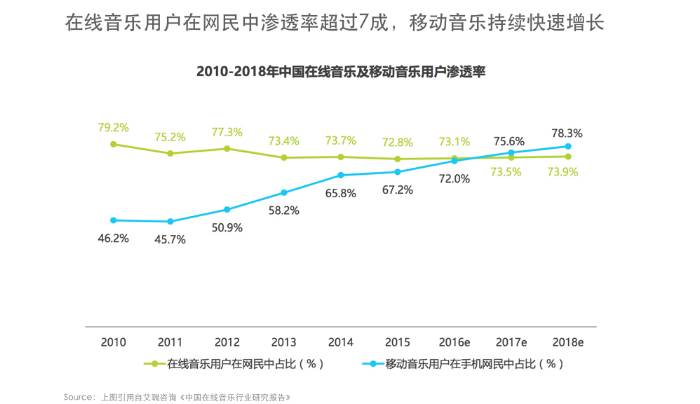 在线音乐用户在网民中渗透率超过7成，移动音乐持续快速增长
2010-2018年中国在线音乐及移动音乐用户渗透率
79.2% 75.2% 77.3% 73.4% 73.7% 72.8% 73.1% 75.6% 78.3%
46.2% 45.7% 50.9% 58.2% 65.8% 67.2% 72.0% 73.5% 73.9%
2010 2011 2012 2013 2014 2015 2016e 2017e 2018e
在线音乐用户在网民中占比（%） 移动音乐用户在手机网民中占比（%）
Source：上图引用自艾瑞咨询《中国在线音乐行业研究报告》